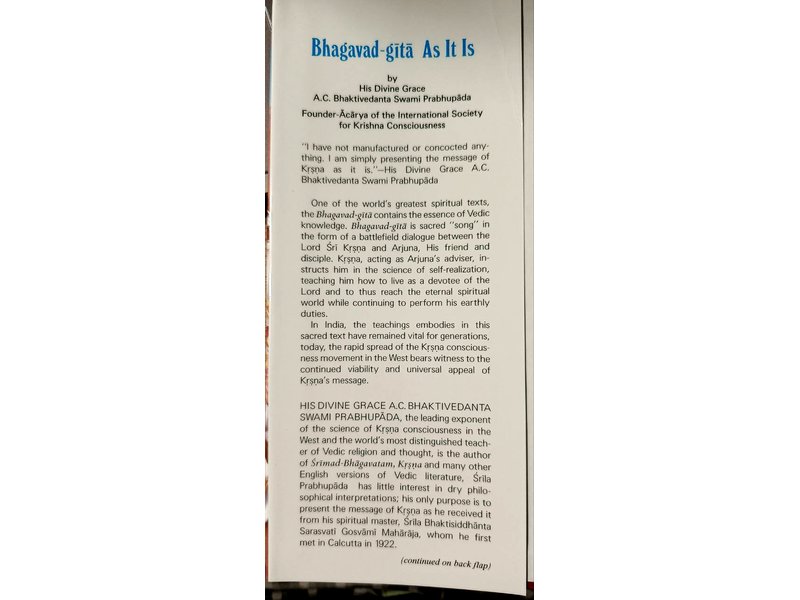 Bhagavad-gītā As It Is
by
His Divine Grace
A.C. Bhaktivedanta Swami Prabhupāda
Founder-Ācārya of the International Society
for Krishna Consciousness
"I have not manufactured or concocted any-
thing. I am simply presenting the message of
Kṛṣṇa as it is."—His Divine Grace A.C.
Bhaktivedanta Swami Prabhupāda
One of the world's greatest spiritual texts,
the Bhagavad-gītā contains the essence of Vedic
knowledge. Bhagavad-gītā is sacred "song" in
the form of a battlefield dialogue between the
Lord Śrī Kṛṣṇa and Arjuna, His friend and
disciple. Kṛṣṇa, acting as Arjuna's adviser, in-
structs him in the science of self-realization,
teaching him how to live as a devotee of the
Lord and to thus reach the eternal spiritual
world while continuing to perform his earthly
duties.
In India, the teachings embodies in this
sacred text have remained vital for generations,
today, the rapid spread of the Kṛṣṇa conscious-
ness movement in the West bears witness to the
continued viability and universal appeal of
Kṛṣṇa's message.
HIS DIVINE GRACE A.C. BHAKTIVEDANTA
SWAMI PRABHUPĀDA, the leading exponent
of the science of Kṛṣṇa consciousness in the
West and the world's most distinguished teach-
er of Vedic religion and thought, is the author
of Śrīmad-Bhāgavatam, Kṛṣṇa and many other
English versions of Vedic literature, Śrīla
Prabhupāda has little interest in dry philo-
sophical interpretations; his only purpose is to
present the message of Kṛṣṇa as he received it
from his spiritual master, Śrīla Bhaktisiddhānta
Sarasvatī Gosvāmī Mahārāja, whom he first
met in Calcutta in 1922.
(continued on back flap)